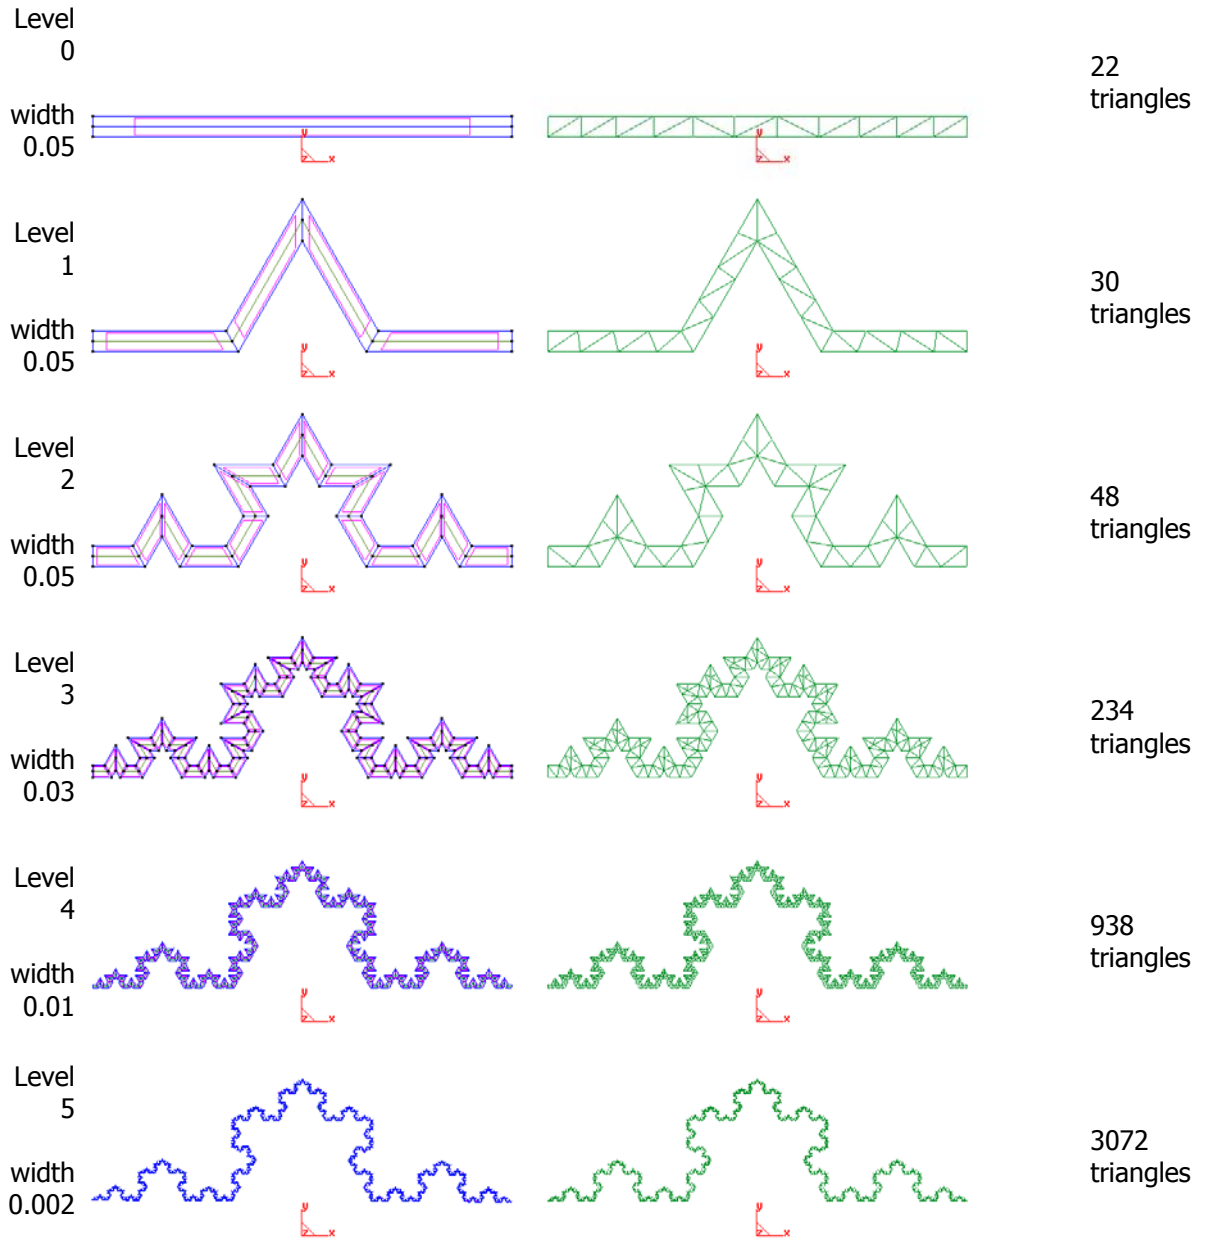 Level
0
width
0.05
y
z x
y
z x
22
triangles
Level
1
width
0.05
y
z x
y
z x
30
triangles
Level
2
width
0.05
y
z x
y
z x
48
triangles
Level
3
width
0.03
y
z x
y
z x
234
triangles
Level
4
width
0.01
y
z x
y
z x
938
triangles
Level
5
width
0.002
y
z x
y
z x
3072
triangles